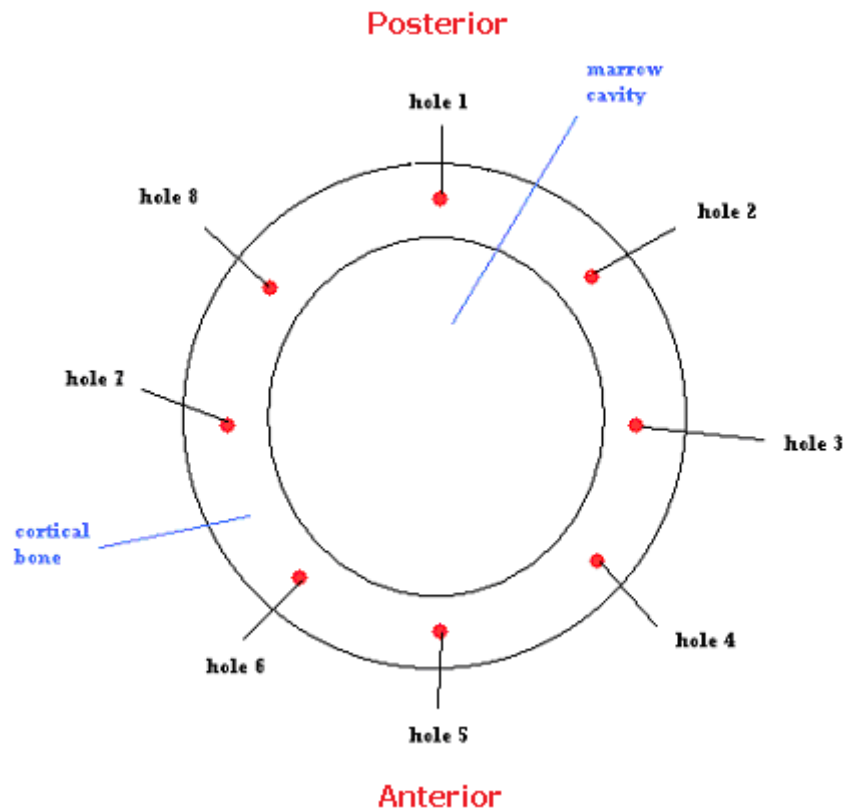 Posterior
marrow
cavity
hole 1
hole 8
hole 2
hole 7
hole 3
cortical
bone
hole 6
hole 4
hole 5
Anterior